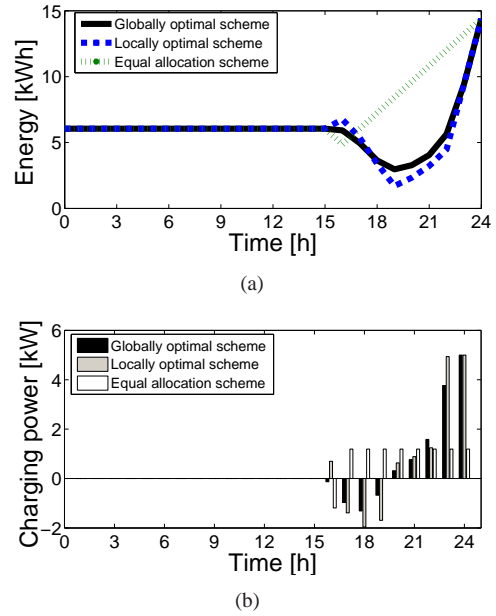 15
10
5
0
Energy [kWh]
Globally optimal scheme
Locally optimal scheme
Equal allocation scheme
0 3 6 9 12 15 18 21 24
Time [h]
(a)
6
4
2
0
−2
Charging power [kW]
Globally optimal scheme
Locally optimal scheme
Equal allocation scheme
0 3 6 9 12 15 18 21 24
Time [h]
(b)